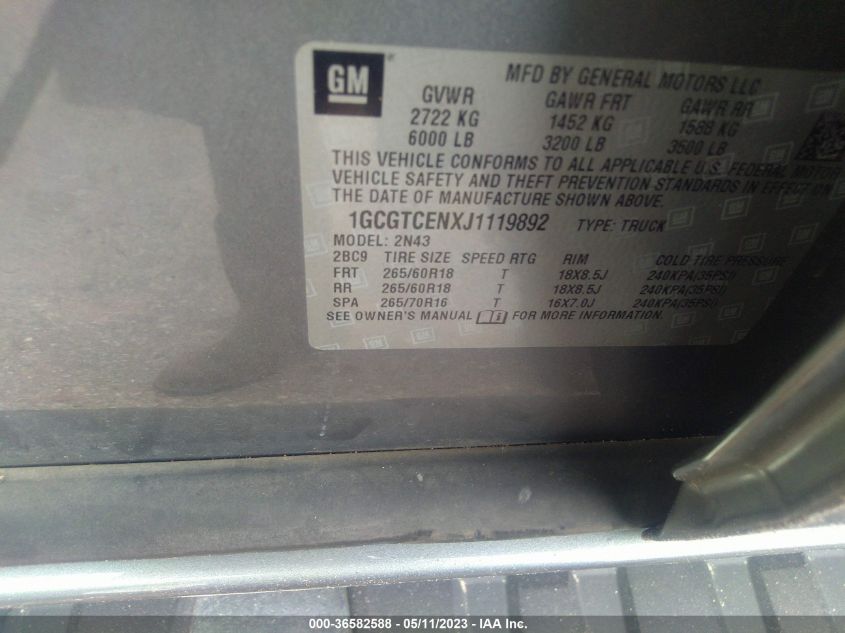 GM
MFD BY GENERAL MOTORS LLC
GVWR GAWR FRT GAWR RR
2722 KG 1452 KG 1588 KG
6000 LB 3200 LB 3500 LB
THIS VEHICLE CONFORMS TO ALL APPLICABLE U.S. FEDERAL MOTOR
VEHICLE SAFETY AND THEFT PREVENTION STANDARDS IN EFFECT
THE DATE OF MANUFACTURE SHOWN ABOVE.
1GCGTCENXJ1119892 TYPE: TRUCK
MODEL: 2N43
2BC9 TIRE SIZE SPEED RTG RIM COLD TIRE PRESSURE
FRT 265/60R18 T 18X8.5J 240KPA(35PSI)
RR 265/60R18 T 18X8.5J 240KPA(35PSI)
SPA 265/70R16 T 16X7.0J 240KPA(35PSI)
SEE OWNER'S MANUAL FOR MORE INFORMATION.
000-36582588 - 05/11/2023 - IAA Inc.